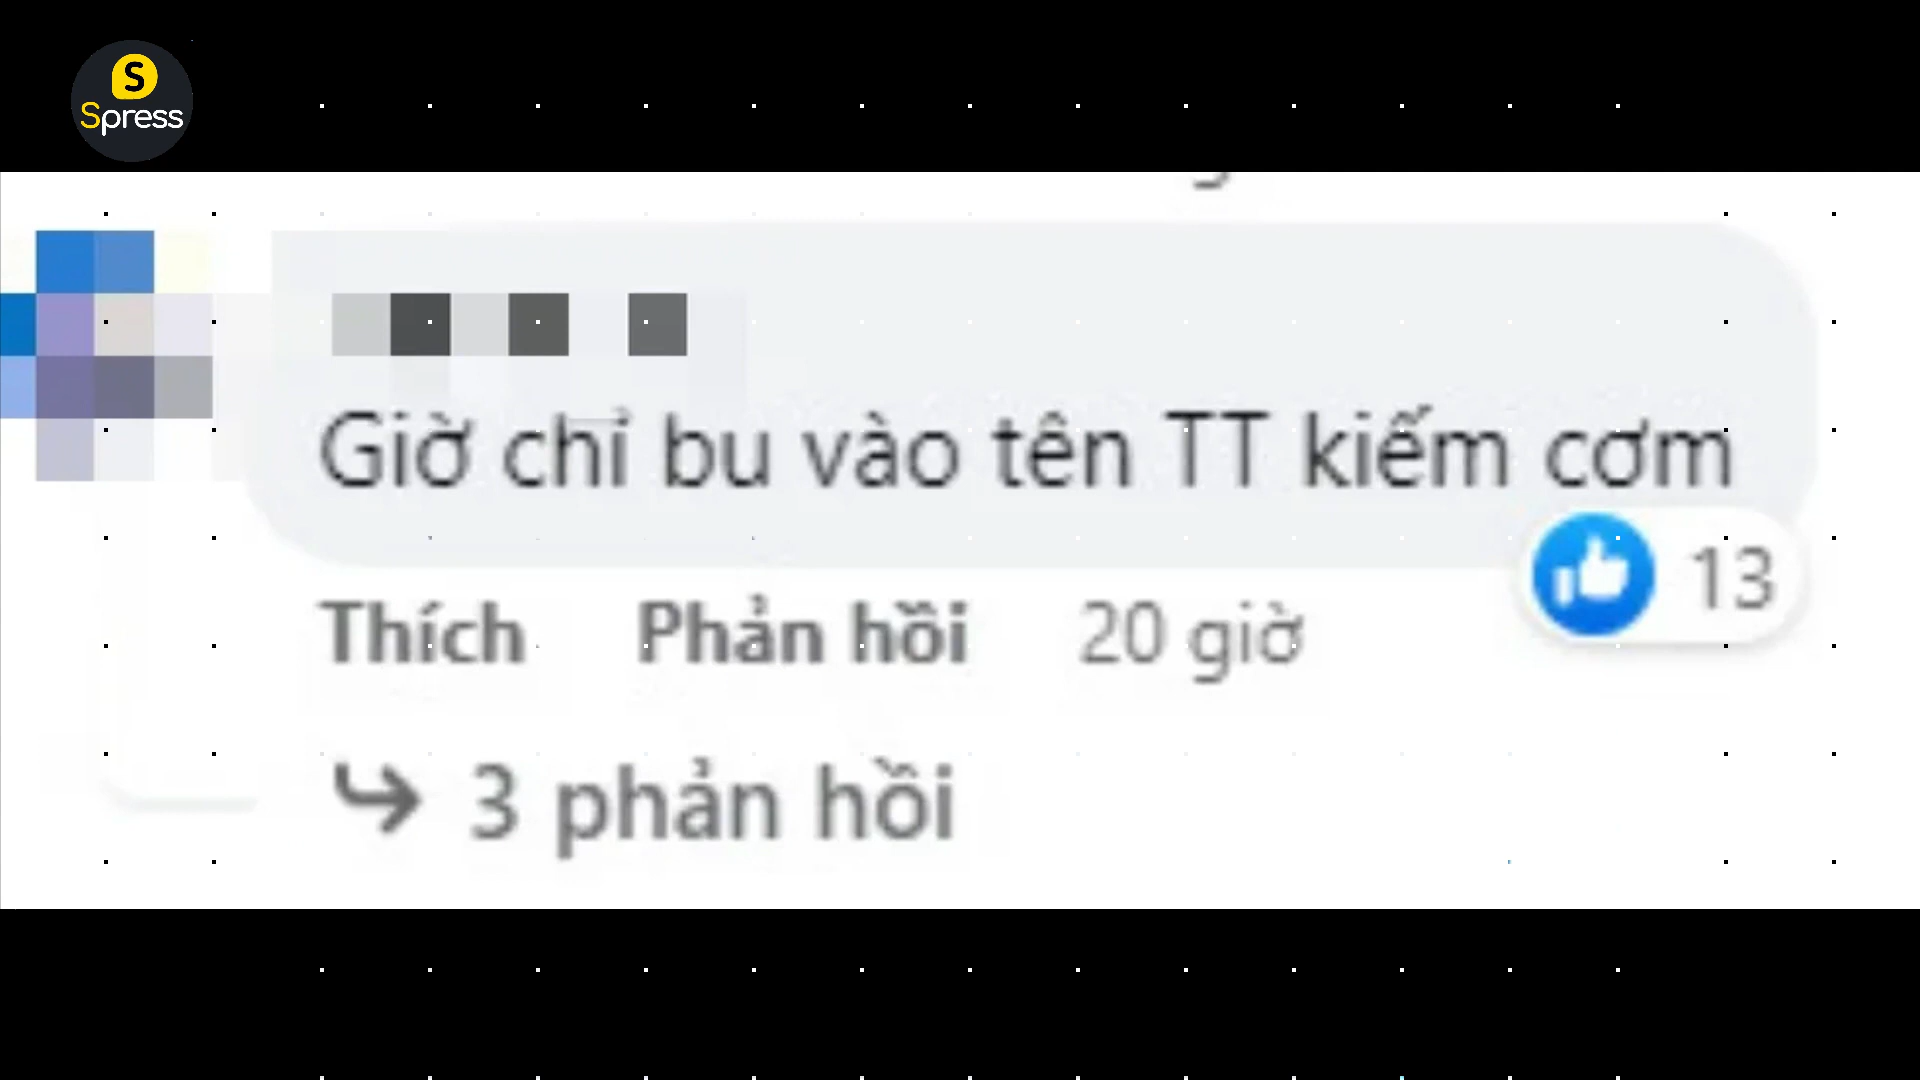 S
Spress
Giờ chỉ bu vào tên TT kiếm cơm
13
Thích Phản hồi 20 giờ
3 phản hồi